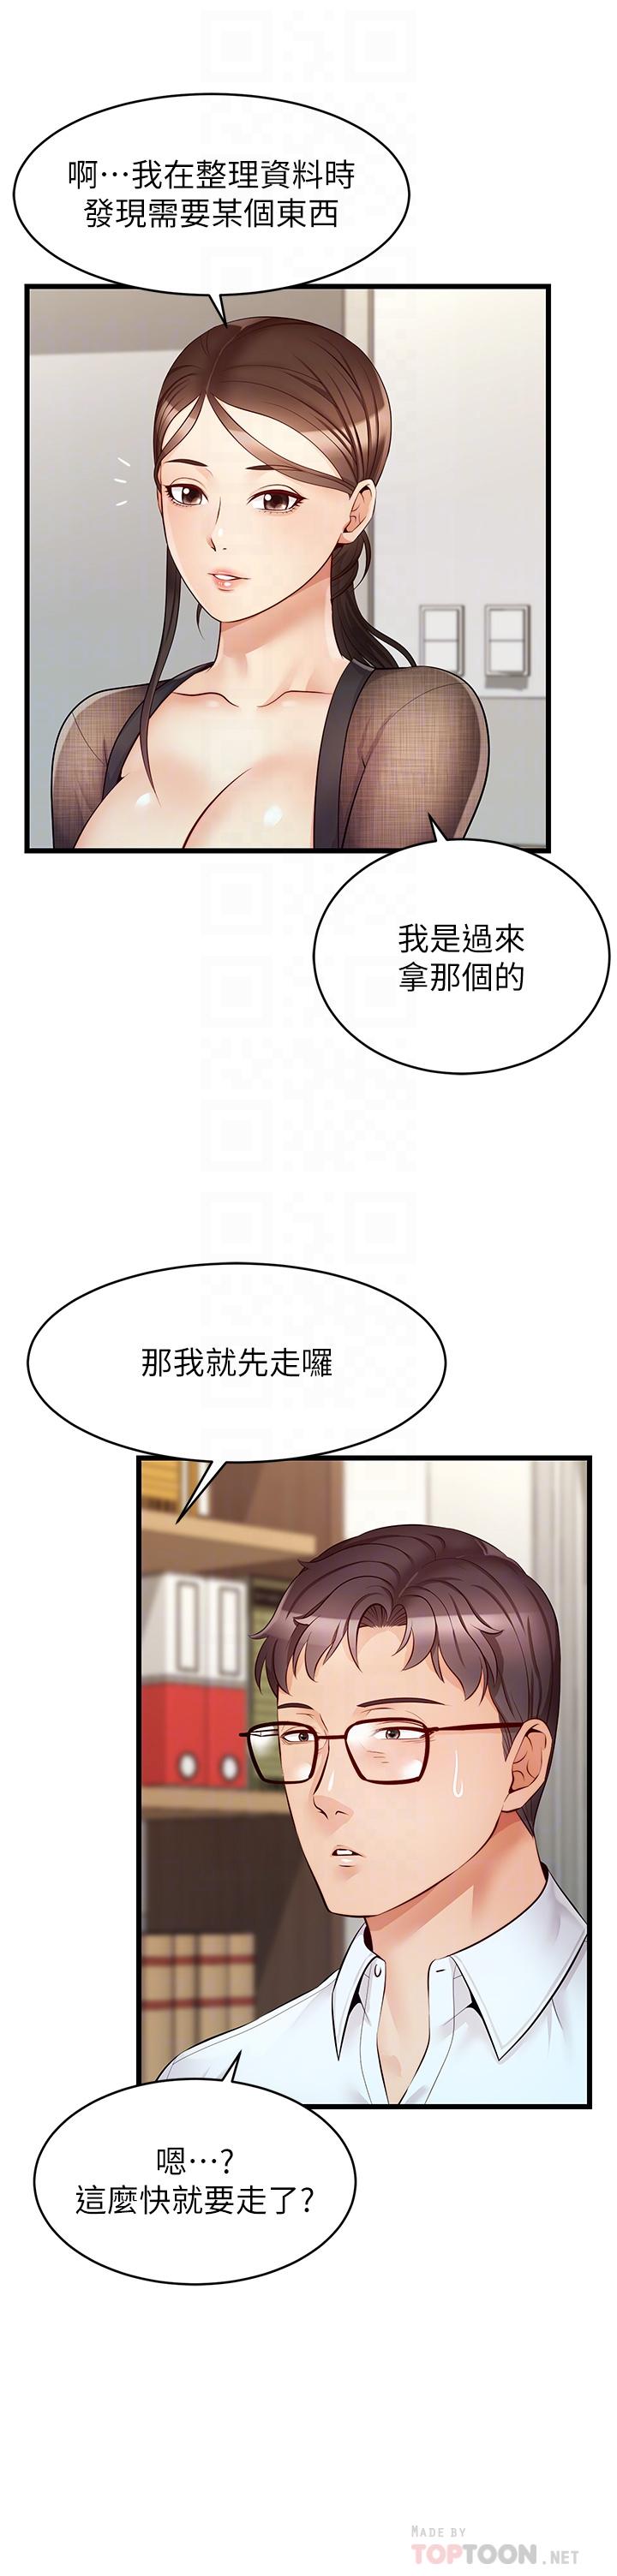 啊⋯我在整理資料時
發現需要某個東西
我是過來
拿那個的
那我就先走囉
嗯⋯?
這麼快就要走了?
MADE BY
TOPTOON.NET